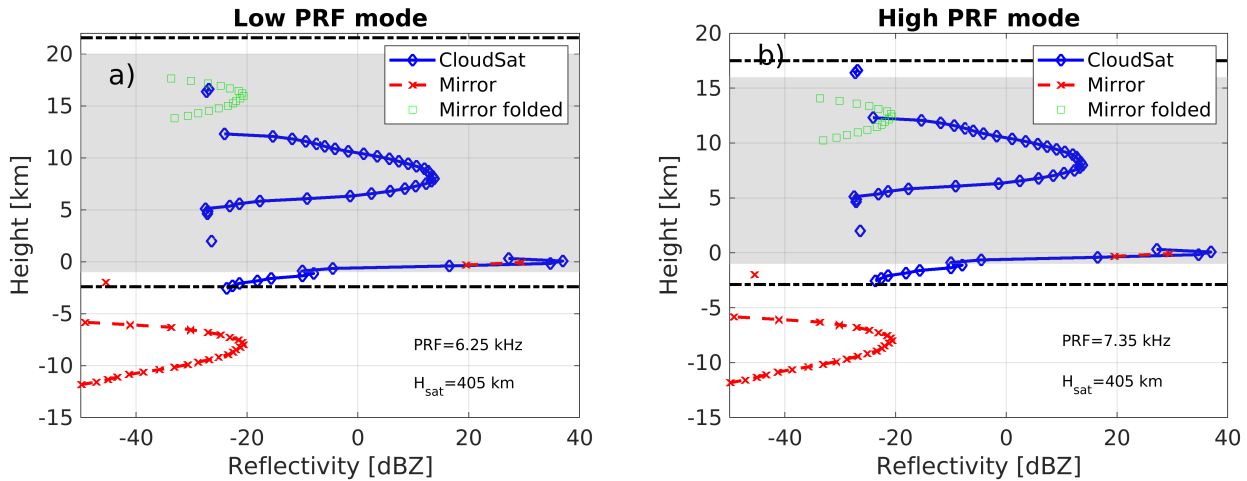 Low PRF mode
a)
CloudSat
Mirror
Mirror folded
20
15
10
5
0
-5
-10
-15
Height [km]
PRF=6.25 kHz
Hsat=405 km
-40
-20
0
20
40
Reflectivity [dBZ]
High PRF mode
b)
CloudSat
Mirror
Mirror folded
20
15
10
5
0
-5
-10
-15
Height [km]
PRF=7.35 kHz
Hsat=405 km
-40
-20
0
20
40
Reflectivity [dBZ]